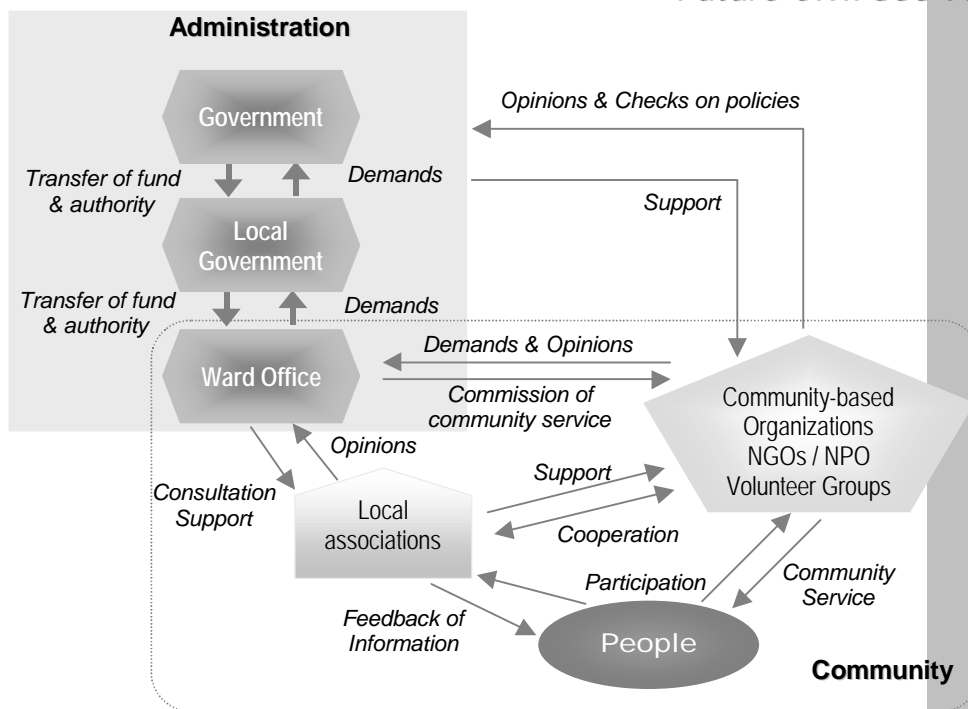 Administration
Government
Opinions & Checks on policies
Transfer of fund
& authority
Demands
Support
Local
Government
Transfer of fund
& authority
Demands
Ward Office
Demands & Opinions
Commission of
community service
Community-based
Organizations
NGOs / NPO
Volunteer Groups
Opinions
Consultation
Support
Local
associations
Support
Cooperation
Participation
Community
Service
Feedback of
Information
People
Community